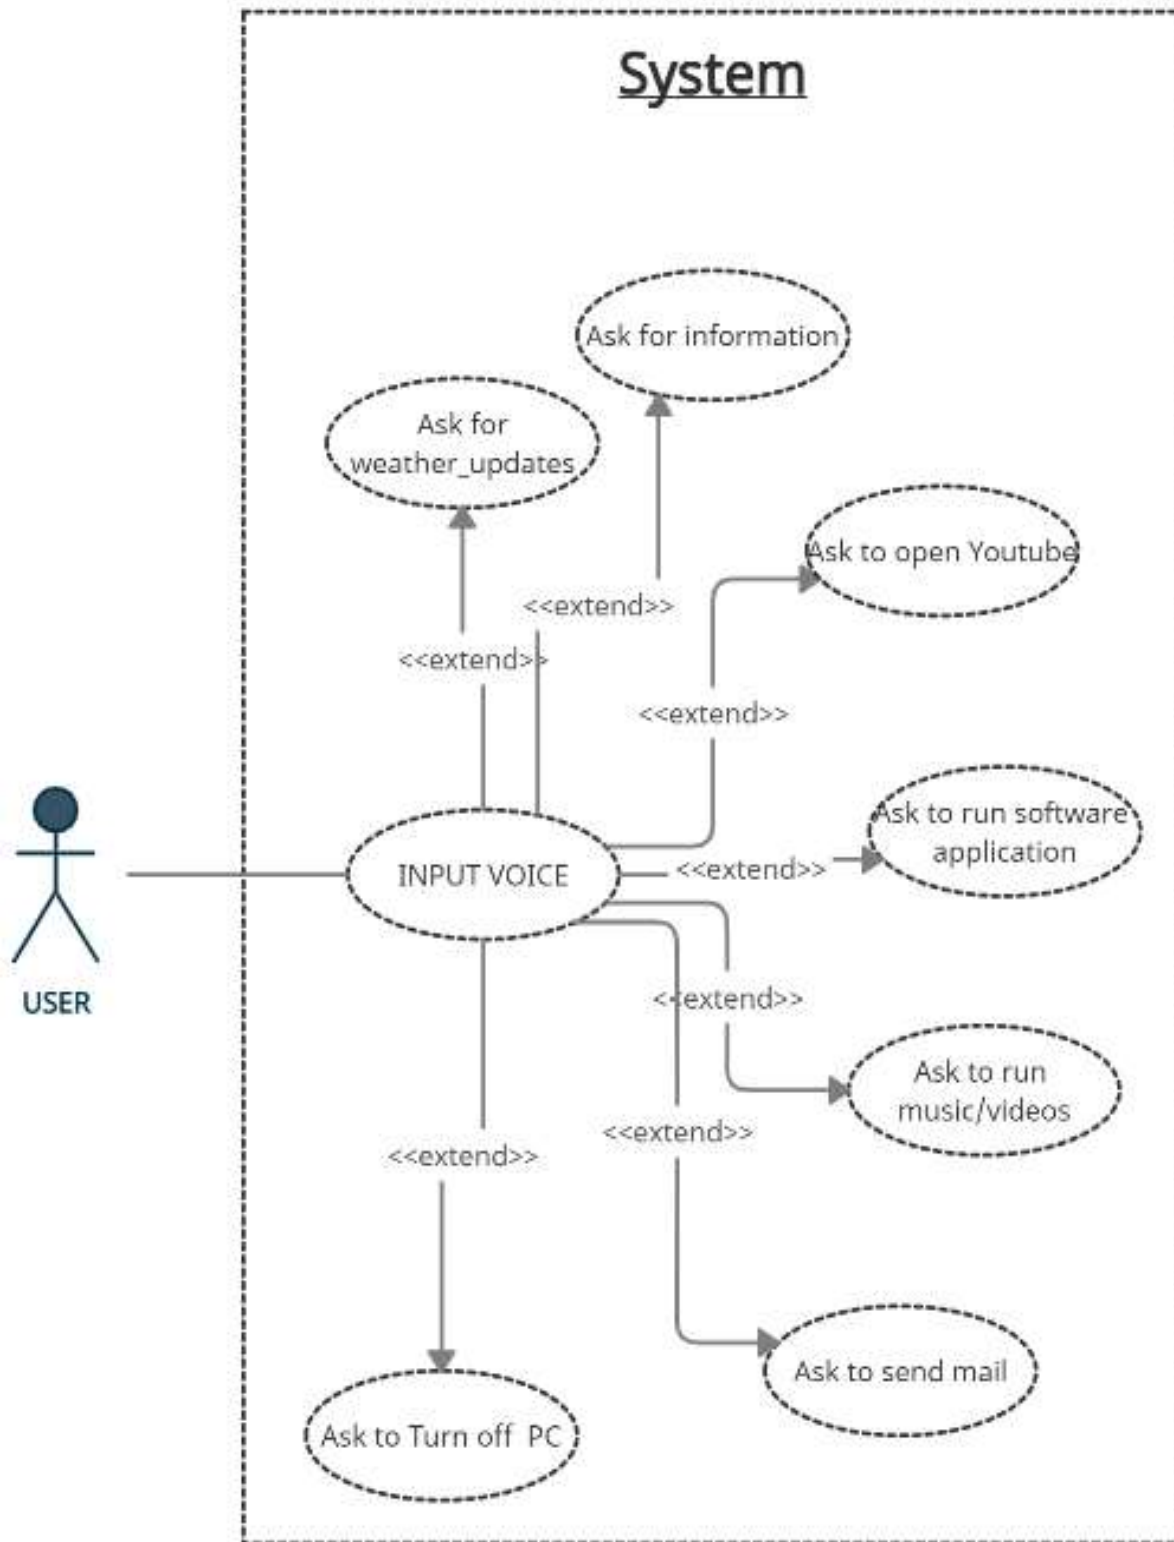 System
Ask for information
Ask for
weather_updates
Ask to open Youtube
<<extend>>
<<extend>>
<<extend>>
Ask to run software
application
<<extend>>
INPUT VOICE
USER
<<extend>>
Ask to run
music/videos
<<extend>>
<<extend>>
Ask to send mail
Ask to Turn off  PC